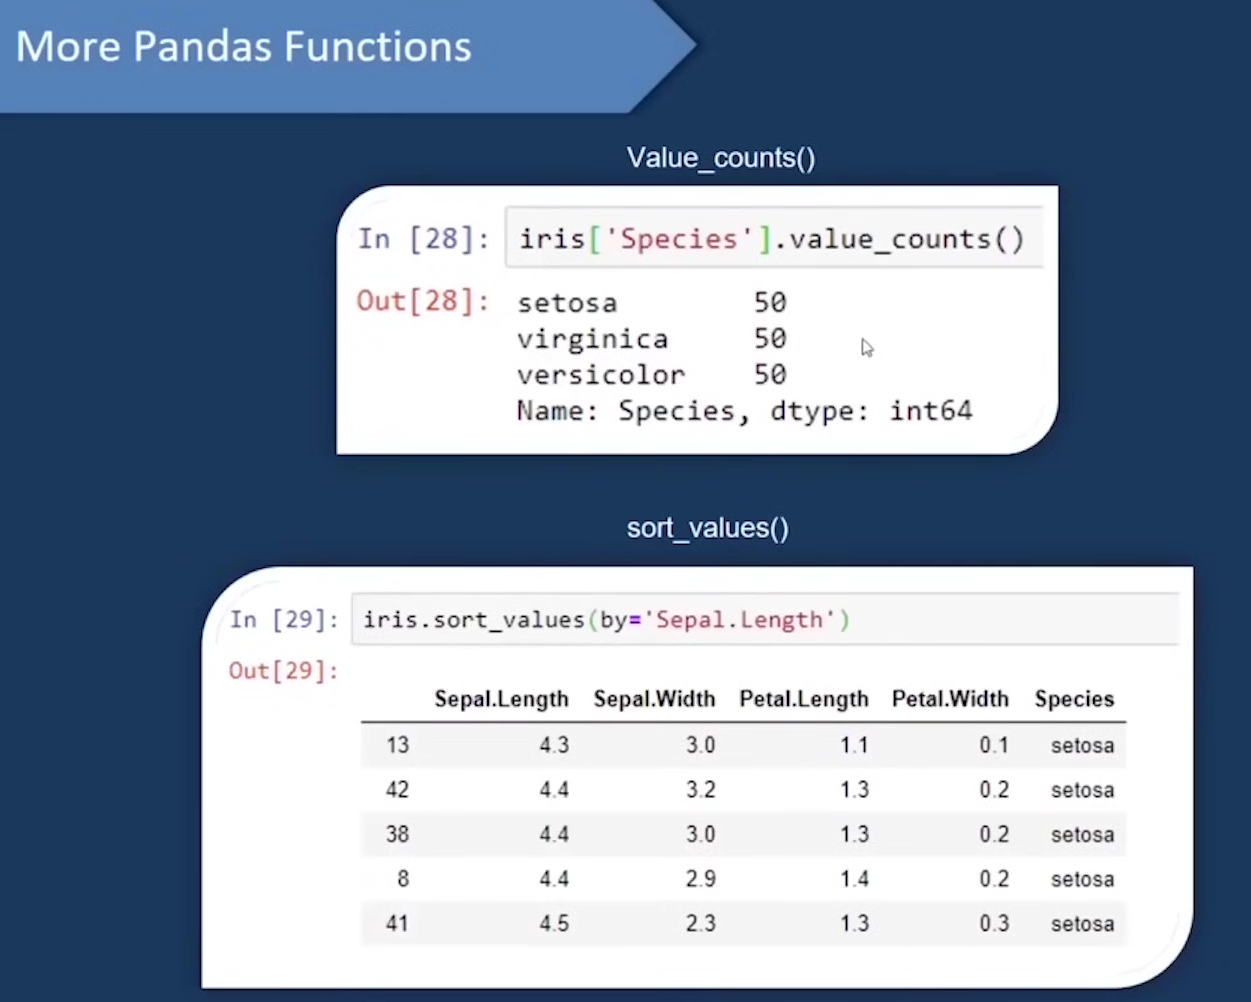 More Pandas Functions
Value_counts()
In [28]: iris['Species'].value_counts()
Out[28]: setosa 50
virginica 50
versicolor 50
Name: Species, dtype: int64
sort_values()
In [29]: iris.sort_values(by='Sepal.Length')
Out[29]:
Sepal.Length Sepal.Width Petal.Length Petal.Width Species
13 4.3 3.0 1.1 0.1 setosa
42 4.4 3.2 1.3 0.2 setosa
38 4.4 3.0 1.3 0.2 setosa
8 4.4 2.9 1.4 0.2 setosa
41 4.5 2.3 1.3 0.3 setosa